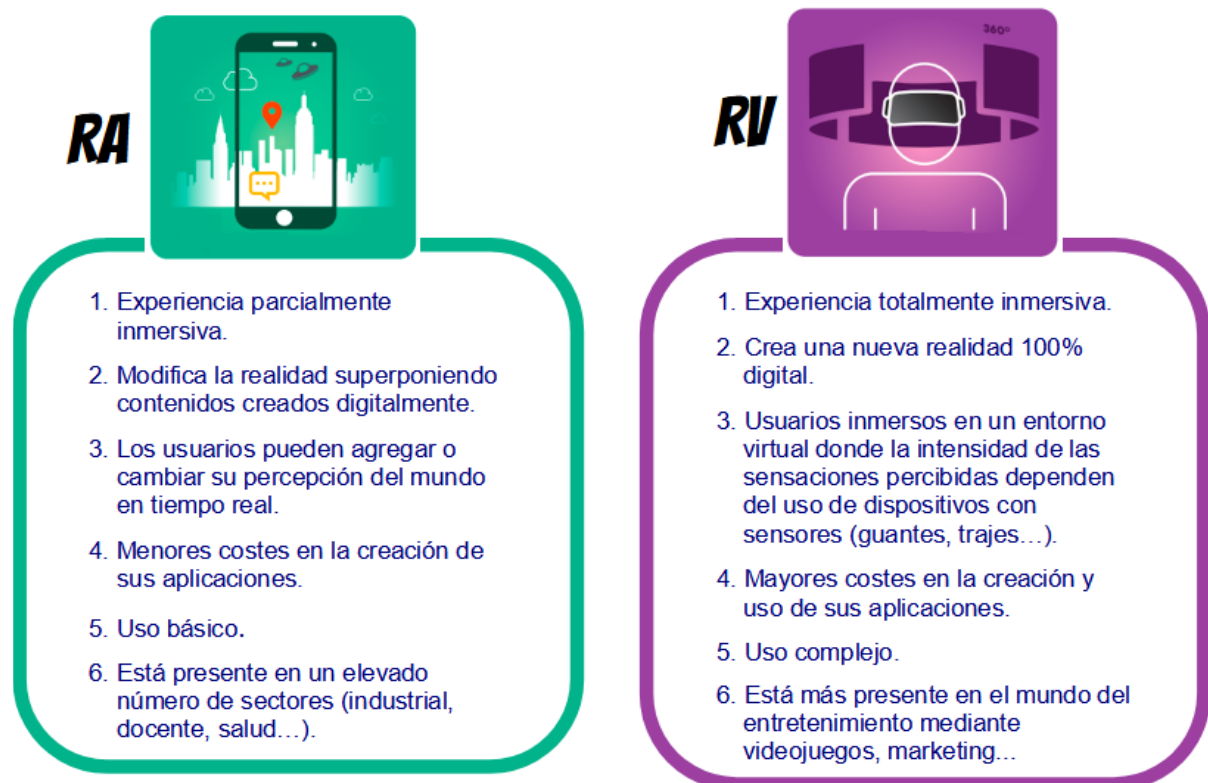 RA
1. Experiencia parcialmente
inmersiva.
2. Modifica la realidad superponiendo
contenidos creados digitalmente.
3. Los usuarios pueden agregar o
cambiar su percepción del mundo
en tiempo real.
4. Menores costes en la creación de
sus aplicaciones.
5. Uso básico.
6. Está presente en un elevado
número de sectores (industrial,
docente, salud…).
RV
360º
1. Experiencia totalmente inmersiva.
2. Crea una nueva realidad 100%
digital.
3. Usuarios inmersos en un entorno
virtual donde la intensidad de las
sensaciones percibidas dependen
del uso de dispositivos con
sensores (guantes, trajes…).
4. Mayores costes en la creación y
uso de sus aplicaciones.
5. Uso complejo.
6. Está más presente en el mundo del
entretenimiento mediante
videojuegos, marketing...